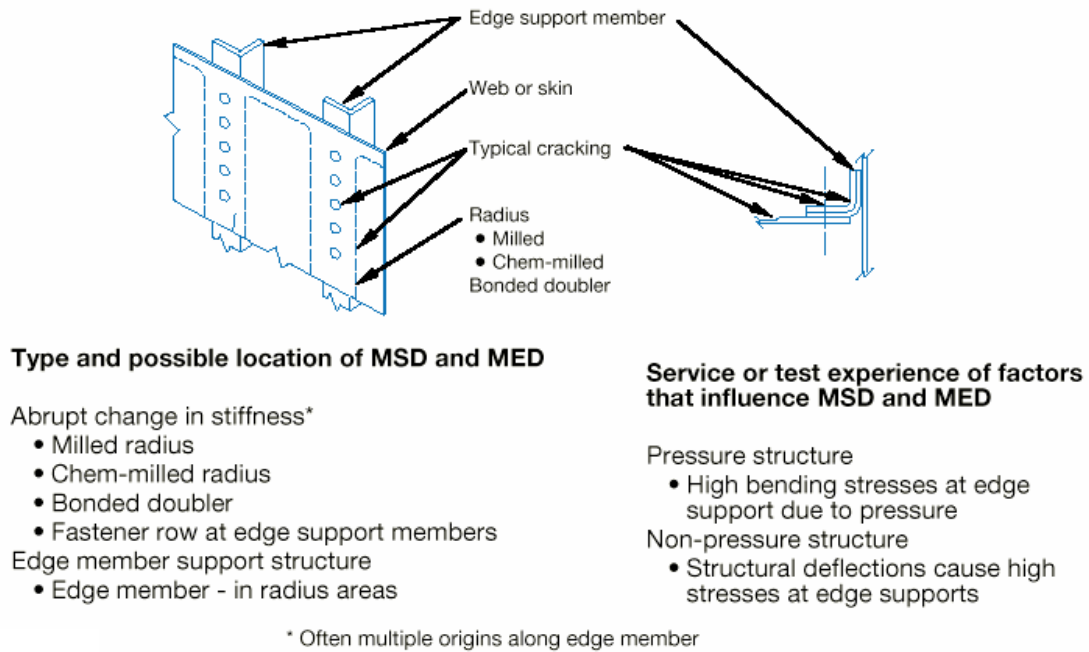 Edge support member
Web or skin
Typical cracking
Radius
• Milled
• Chem-milled
Bonded doubler
Type and possible location of MSD and MED
Abrupt change in stiffness*
• Milled radius
• Chem-milled radius
• Bonded doubler
• Fastener row at edge support members
Edge member support structure
• Edge member - in radius areas
Service or test experience of factors
that influence MSD and MED
Pressure structure
• High bending stresses at edge
support due to pressure
Non-pressure structure
• Structural deflections cause high
stresses at edge supports
* Often multiple origins along edge member